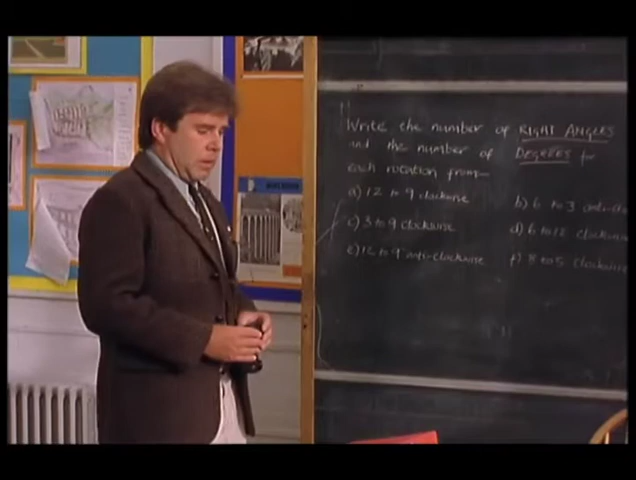 Write the number of RIGHT ANGLES
and the number of DEGREES for
each rotation from—
a) 12 to 9 clockwise
b) 6 to 3
c) 3 to 9 clockwise
d) 6 to 12 clockwise
e) 12 to 9 anti-clockwise
f) 8 to 5 clockwise